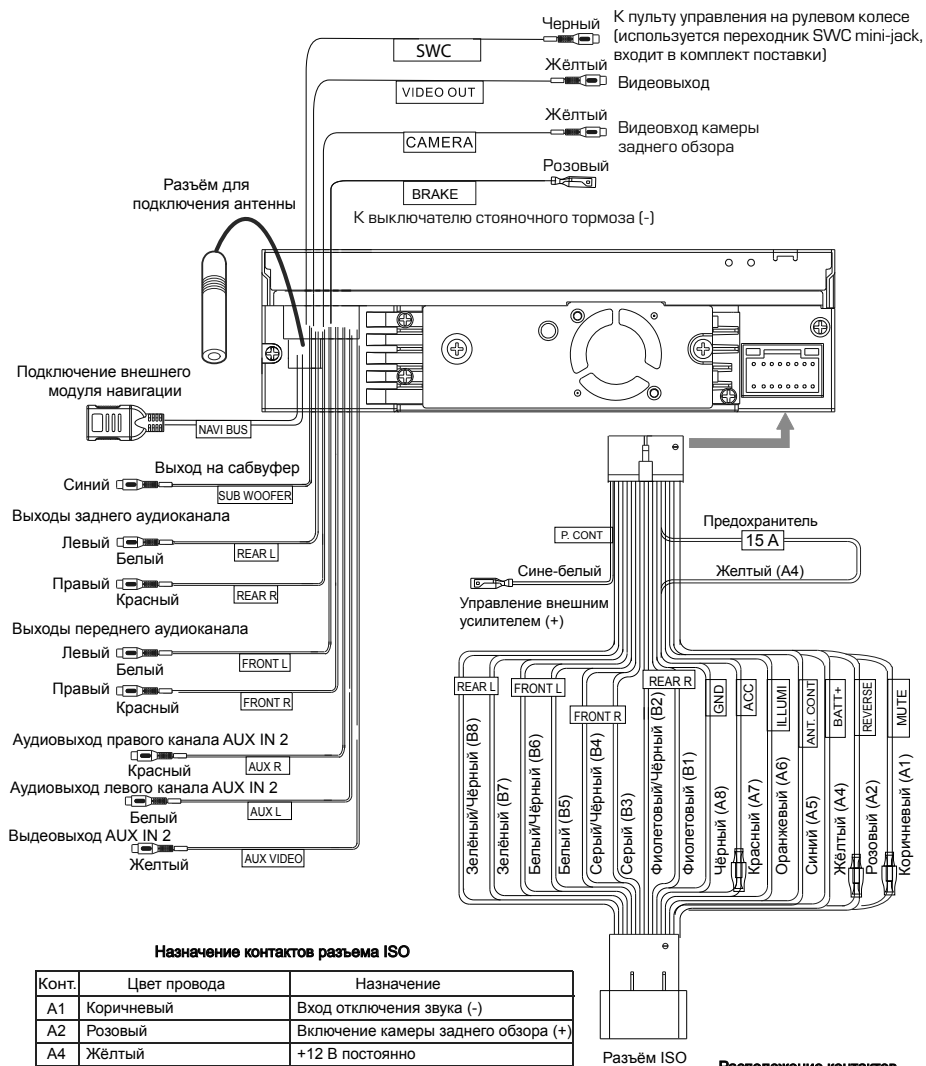 Черный
К пульту управления на рулевом колесе
(используется переходник SWC mini-jack,
входит в комплект поставки)
SWC
Жёлтый
Видеовыход
VIDEO OUT
Жёлтый
Видеовход камеры
заднего обзора
CAMERA
Розовый
BRAKE
К выключателю стояночного тормоза (-)
Разъём для
подключения антенны
Подключение внешнего
модуля навигации
NAVI BUS
Выход на сабвуфер
Синий
SUB WOOFER
Выходы заднего аудиоканала
Левый
Белый
REAR L
Правый
Красный
REAR R
Выходы переднего аудиоканала
Левый
Белый
FRONT L
Правый
Красный
FRONT R
Аудиовыход правого канала AUX IN 2
Красный
AUX R
Аудиовыход левого канала AUX IN 2
Белый
AUX L
Выдеовыход AUX IN 2
Желтый
AUX VIDEO
P. CONT
Сине-белый
Управление внешним
усилителем (+)
Предохранитель
15 A
Желтый (A4)
REAR L
FRONT L
FRONT R
REAR R
GND
ACC
ILLUMI
ANT. CONT
BATT+
REVERSE
MUTE
Зелёный/Чёрный (B8)
Зелёный (B7)
Белый/Чёрный (B6)
Белый (B5)
Серый/Чёрный (B4)
Серый (B3)
Фиолетовый/Чёрный (B2)
Фиолетовый (B1)
Чёрный (A8)
Красный (A7)
Оранжевый (A6)
Синий (A5)
Жёлтый (A4)
Розовый (A2)
Коричневый (A1)
Разъём ISO
Назначение контактов разъема ISO
Конт. Цвет провода Назначение
A1 Коричневый Вход отключения звука (-)
A2 Розовый Включение камеры заднего обзора (+)
A4 Жёлтый +12 В постоянно
Расположение контактов